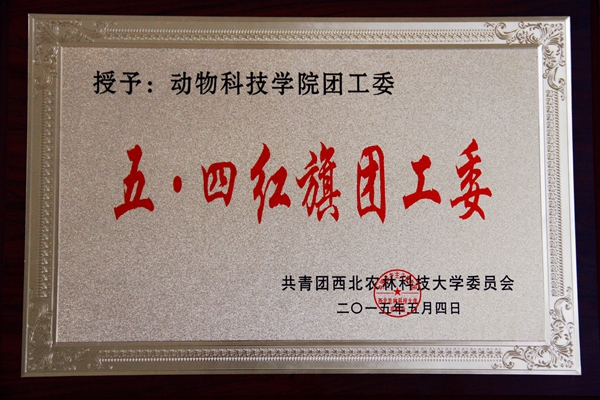 授予：动物科技学院团工委
五·四红旗团工委
共青团西北农林科技大学委员会
二〇一五年五月四日